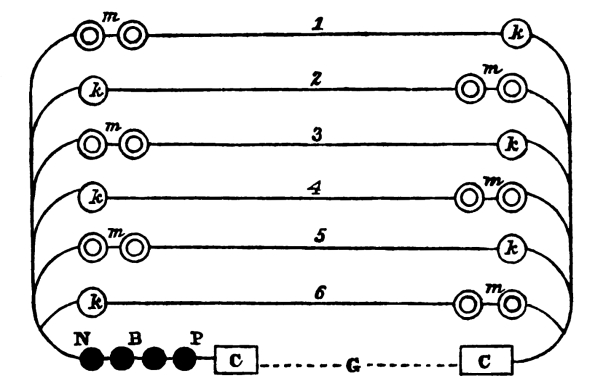 m 1 k
k 2 m
m 3 k
k 4 m
m 5 k
k 6 m
N B P
C G C